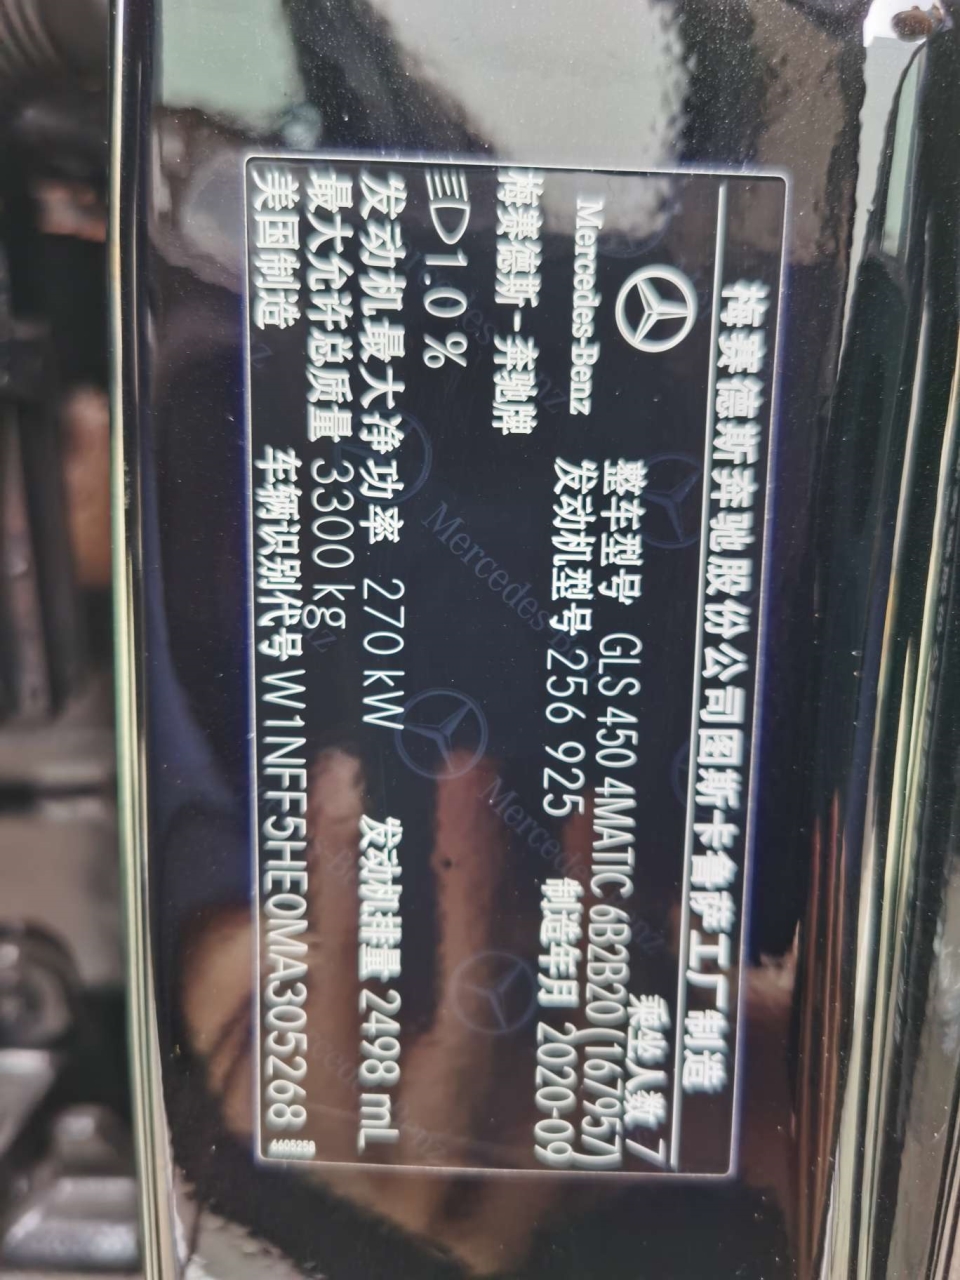 梅赛德斯奔驰股份公司图斯卡鲁萨工厂制造
乘坐人数 7
Mercedes-Benz
整车型号 GLS 450 4MATIC 6B2B20 (167957)
发动机型号 256 925 制造年月 2020-09
梅赛德斯-奔驰牌
1.0 %
发动机最大净功率 270 kW 发动机排量 2498 mL
最大允许总质量 3300 kg
美国制造 车辆识别代号 W1NFF5HE0MA305268
6605258
Mercedes-Benz